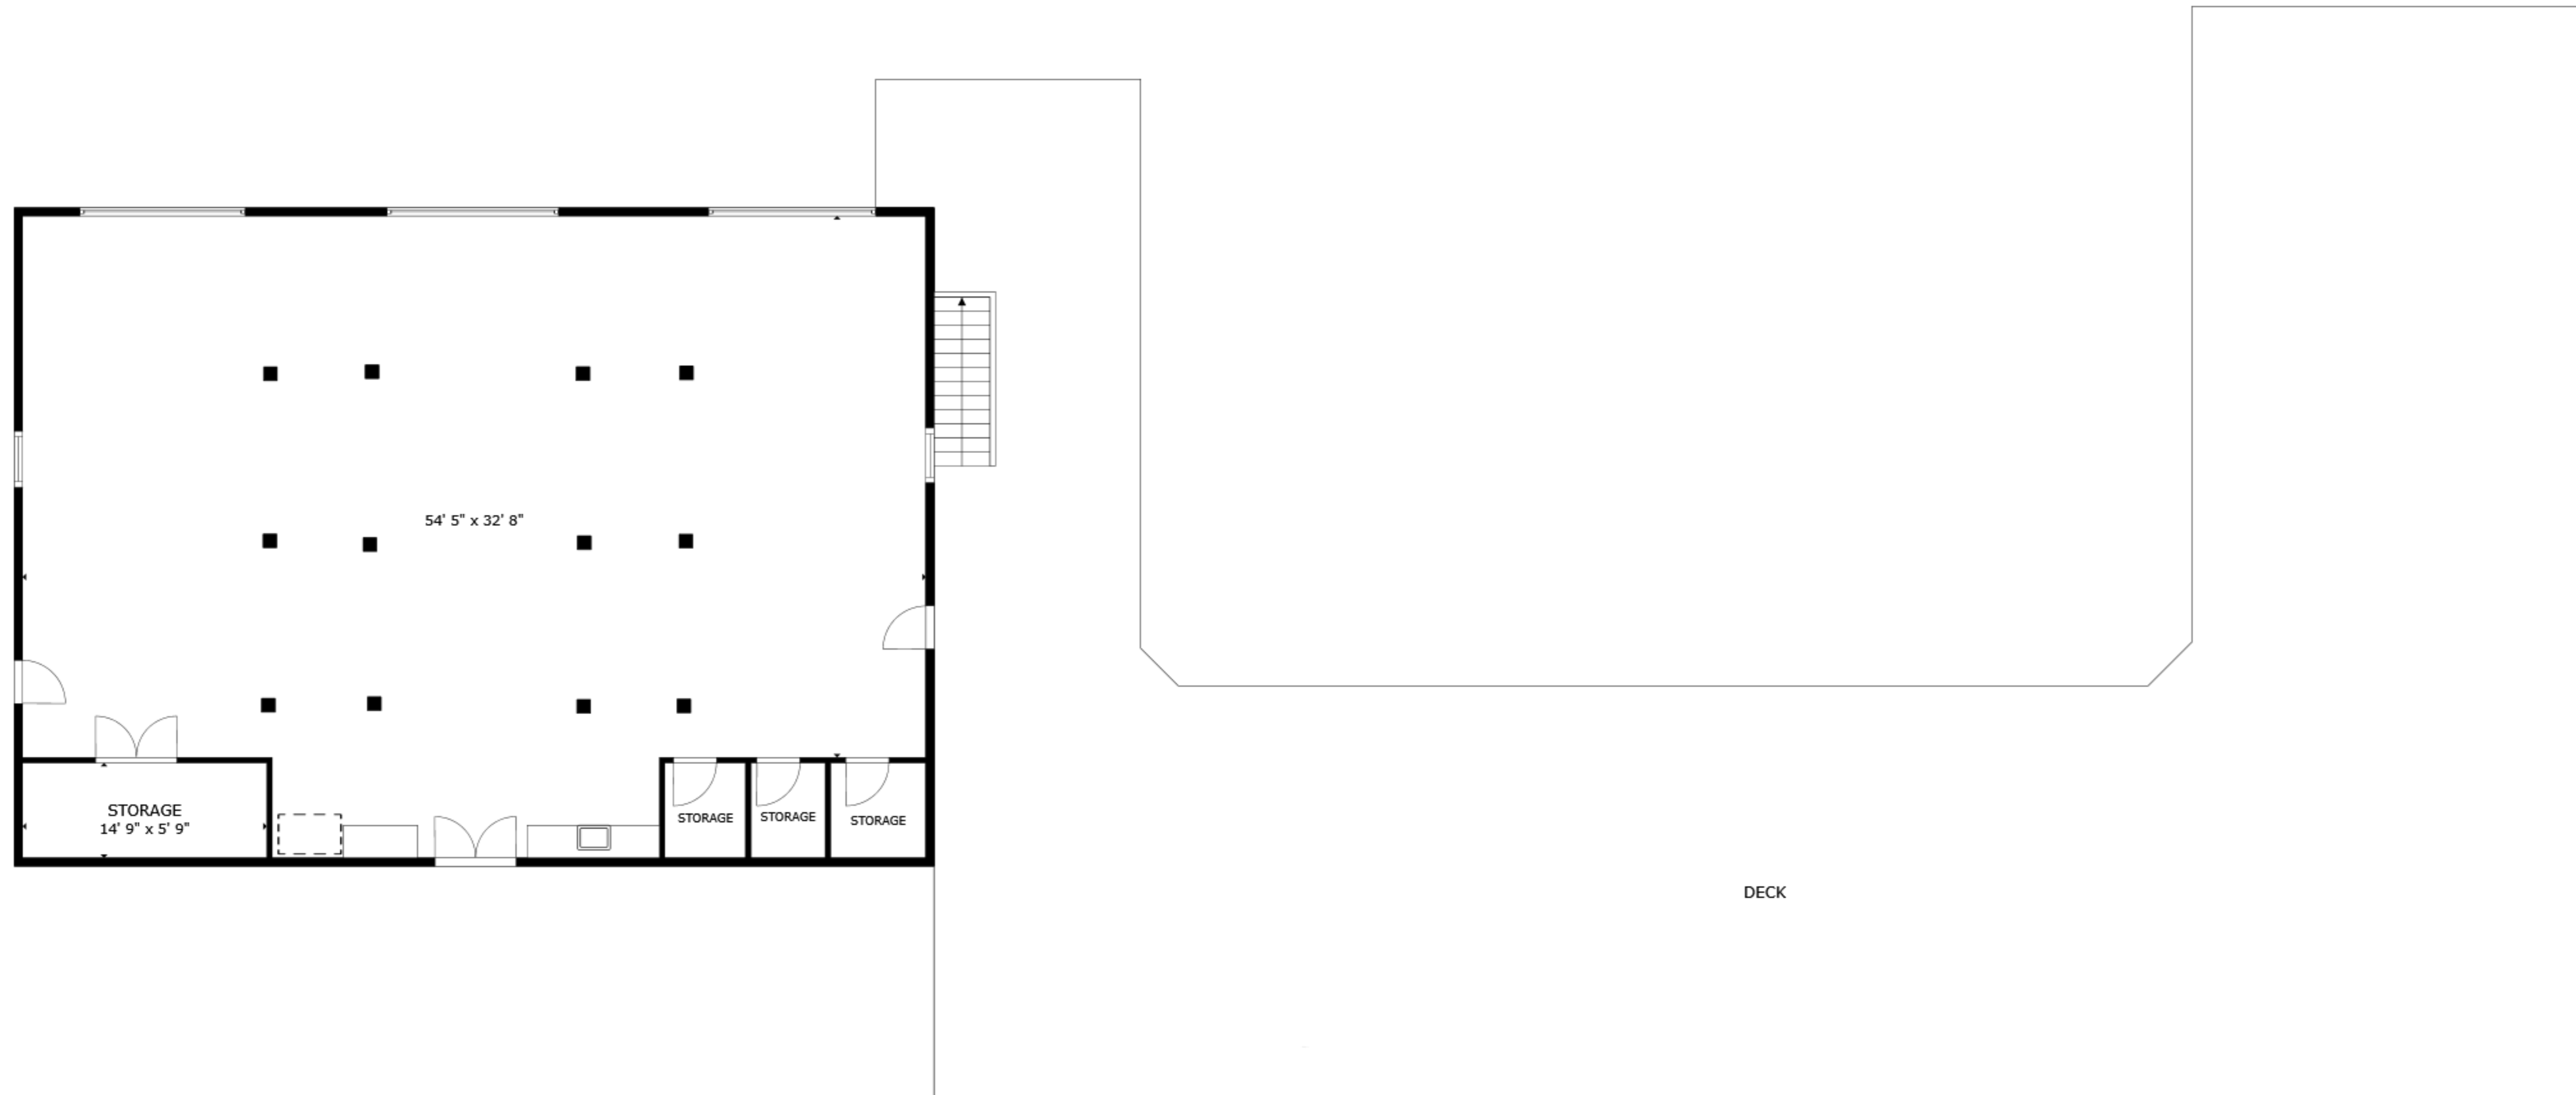 54' 5" x 32' 8"
STORAGE
14' 9" x 5' 9"
STORAGE
STORAGE
STORAGE
DECK